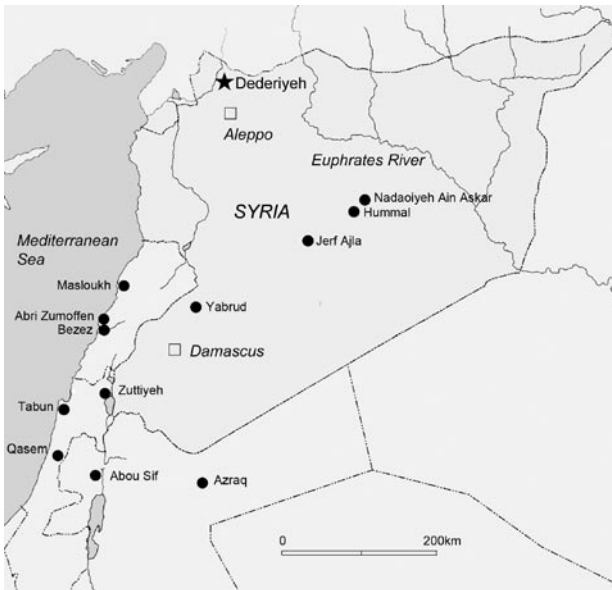 Dederiyeh
Aleppo
Euphrates River
Nadaoiyeh Ain Askar
Hummal
SYRIA
Jerf Ajla
Mediterranean
Sea
Masloukh
Yabrud
Abri Zumoffen
Bezez
Damascus
Zuttiyeh
Tabun
Qasem
Abou Sif
Azraq
0 200km